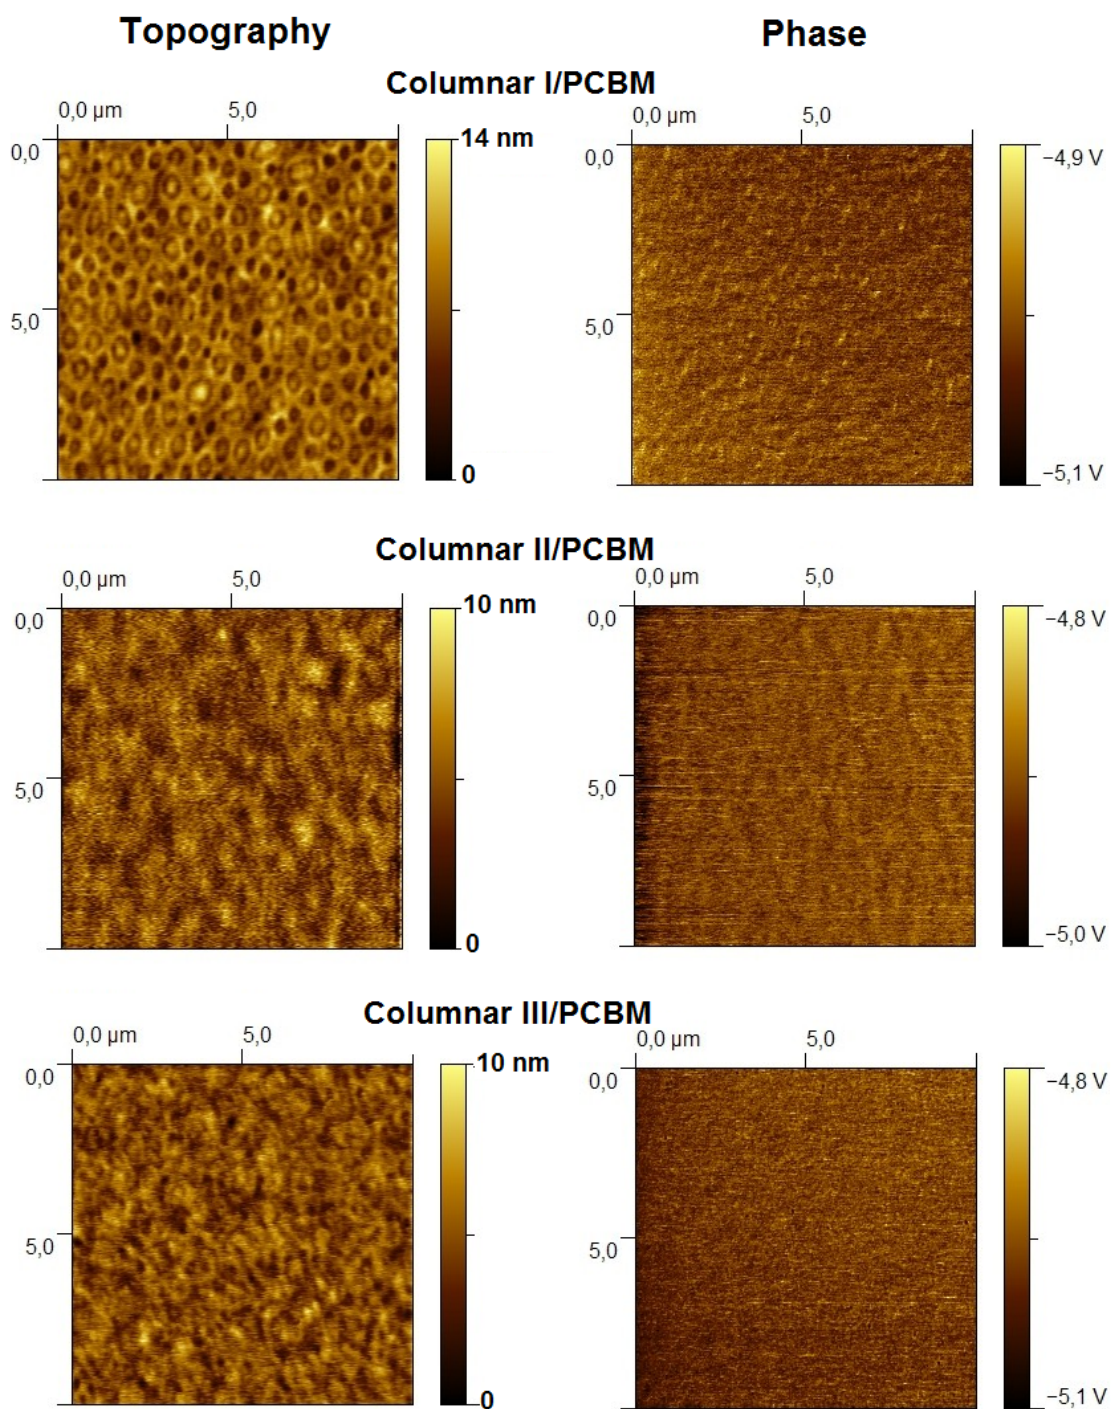 Topography
Phase
Columnar I/PCBM
0,0 µm 5,0
5,0
0,0
5,0
14 nm
0
0,0
5,0
−4,9 V
−5,1 V
Columnar II/PCBM
0,0 µm 5,0
0,0 µm 5,0
0,0
5,0
10 nm
0
0,0
5,0
−4,8 V
−5,0 V
Columnar III/PCBM
0,0 µm 5,0
0,0 µm 5,0
0,0
5,0
10 nm
0
0,0
5,0
−4,8 V
−5,1 V